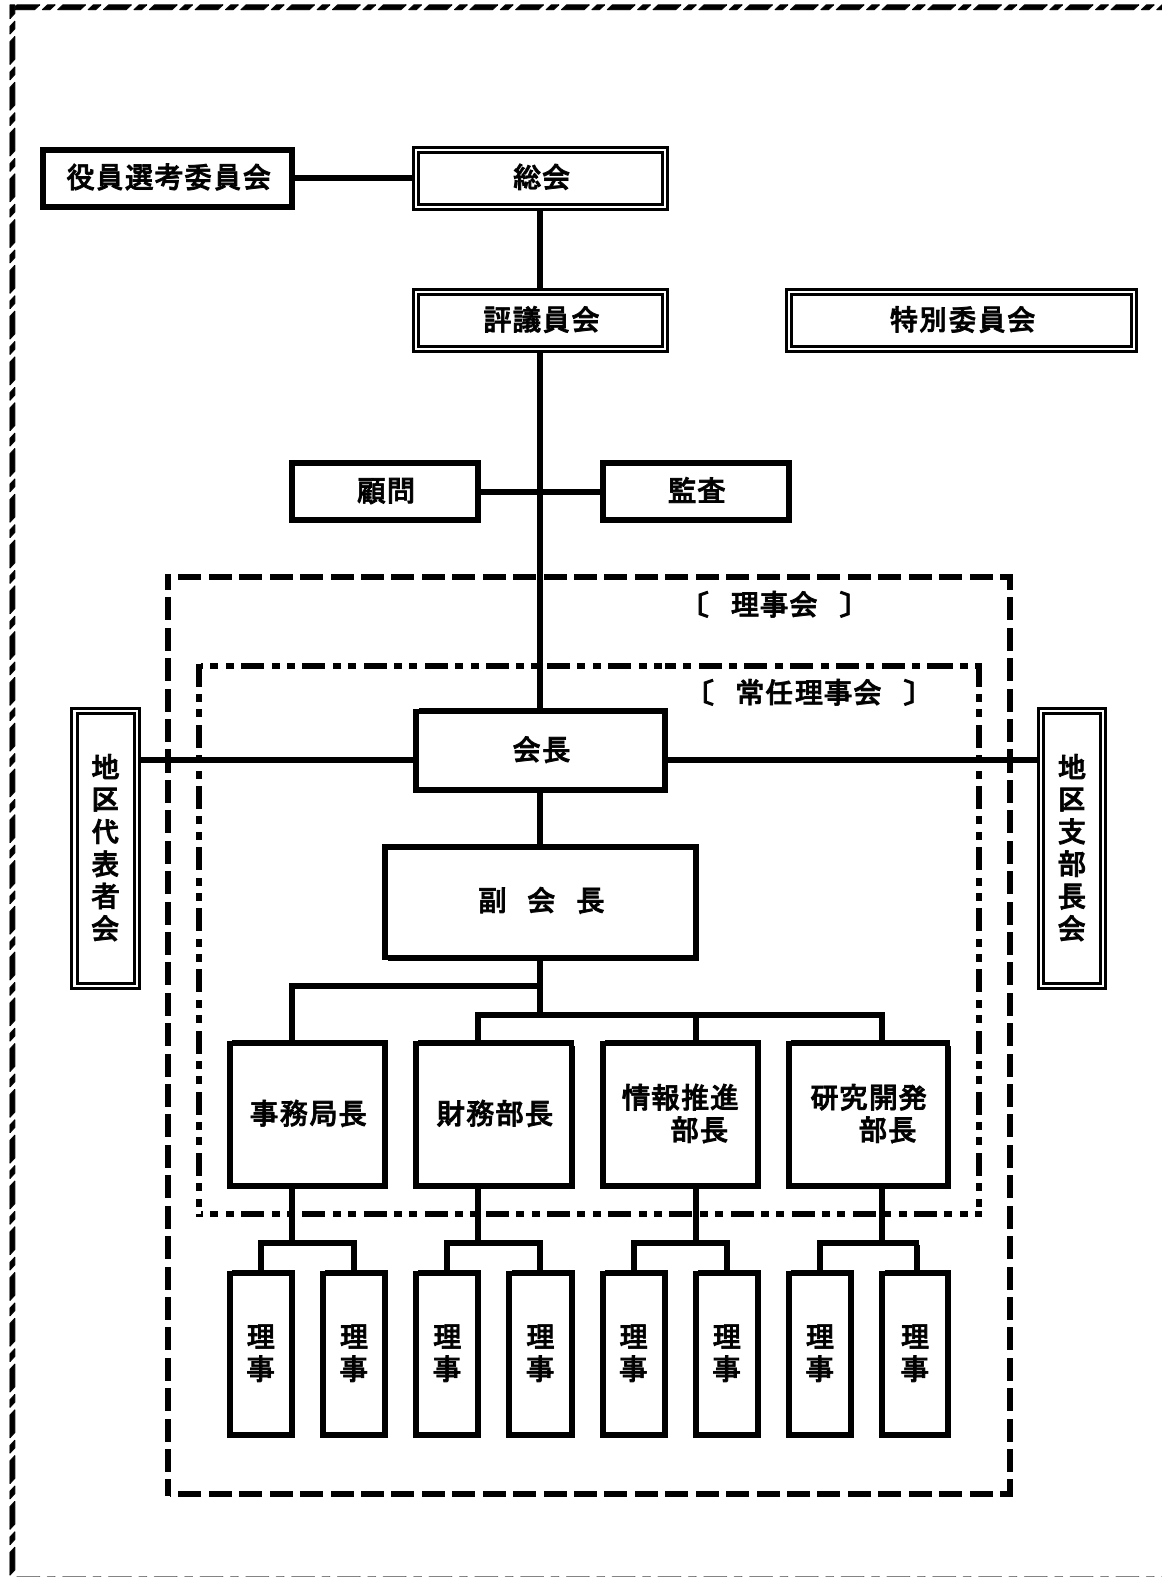 役員選考委員会
総会
評議員会
特別委員会
顧問
監査
〔 理事会 〕
〔 常任理事会 〕
会長
地区代表者会
地区支部長会
副 会 長
事務局長
財務部長
情報推進
部長
研究開発
部長
理事
理事
理事
理事
理事
理事
理事
理事